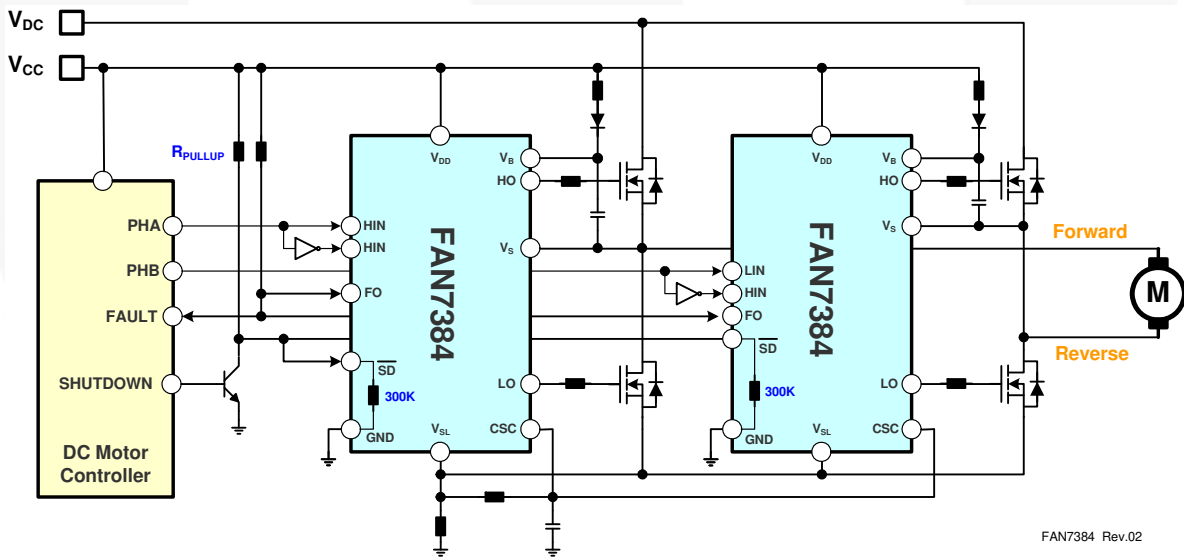 VDC
VCC
RPULLUP
PHA
PHB
FAULT
SHUTDOWN
DC Motor
Controller
VDD
VB
HO
HIN
HIN
VS
FO
FAN7384
SD
300K
LO
GND
VSL
CSC
VDD
VB
HO
VS
LIN
HIN
FO
FAN7384
SD
300K
LO
GND
VSL
CSC
Forward
M
Reverse
FAN7384 Rev.02